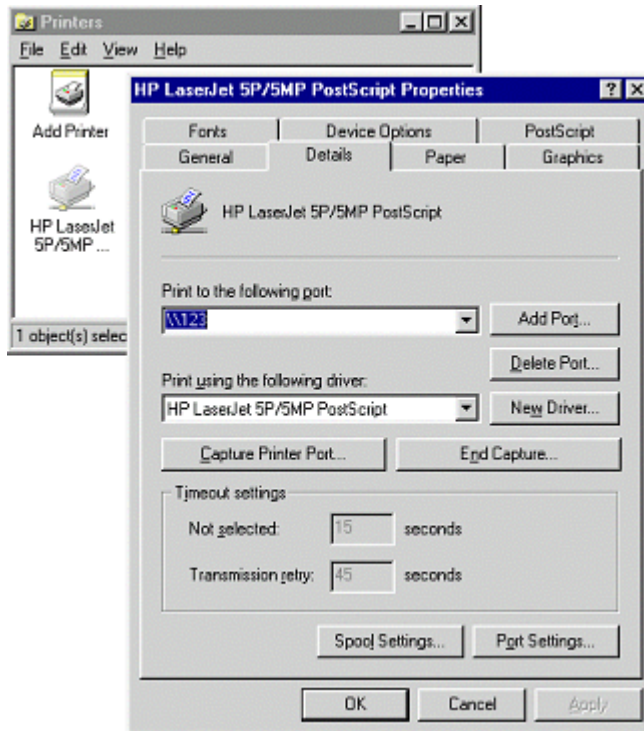 Printers
File Edit View Help
Add Printer
HP LaserJet
5P/5MP ...
1 object(s) selec
HP LaserJet 5P/5MP PostScript Properties
Fonts Device Options PostScript
General Details Paper Graphics
HP LaserJet 5P/5MP PostScript
Print to the following port:
\\123
Add Port...
Delete Port...
Print using the following driver:
HP LaserJet 5P/5MP PostScript
New Driver...
Capture Printer Port... End Capture...
Timeout settings
Not selected: 15 seconds
Transmission retry: 45 seconds
Spool Settings... Port Settings...
OK Cancel Apply